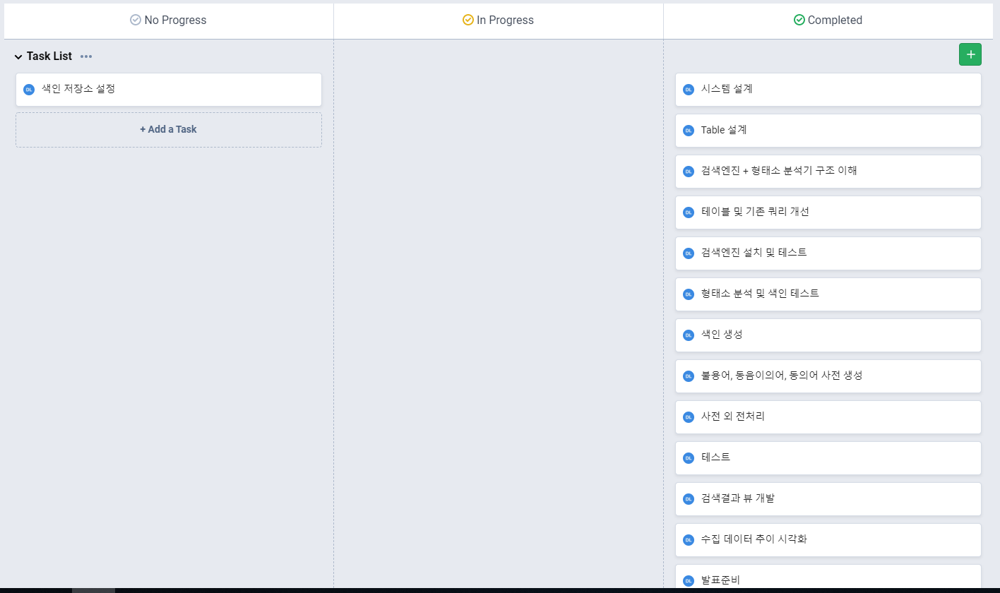 No Progress
In Progress
Completed
Task List
DL 색인 저장소 설정
+ Add a Task
DL 시스템 설계
DL Table 설계
DL 검색엔진 + 형태소 분석기 구조 이해
DL 테이블 및 기존 쿼리 개선
DL 검색엔진 설치 및 테스트
DL 형태소 분석 및 색인 테스트
DL 색인 생성
DL 불용어, 동음이의어, 동의어 사전 생성
DL 사전 외 전처리
DL 테스트
DL 검색결과 뷰 개발
DL 수집 데이터 추이 시각화
DL 발표준비